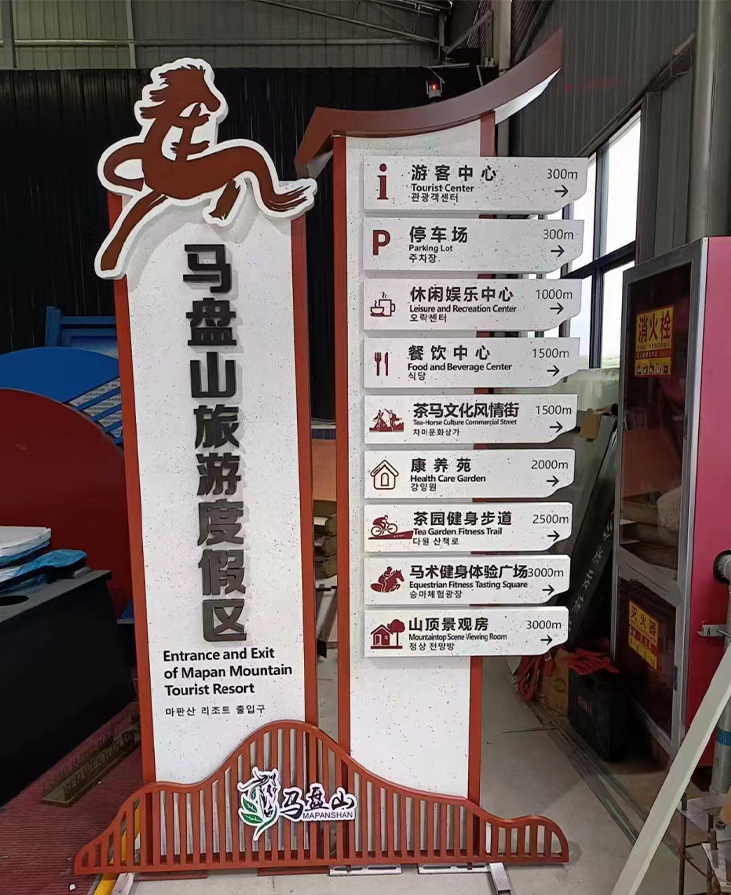 马盘山旅游度假区
Entrance and Exit
of Mapan Mountain
Tourist Resort
마판산 리조트 출입구
马盘山
MAPANSHAN
游客中心 300m
Tourist Center
관광객센터
→
P 停车场 300m
Parking Lot
주차장
→
休闲娱乐中心 1000m
Leisure and Recreation Center
오락센터
→
餐饮中心 1500m
Food and Beverage Center
식당
→
茶马文化风情街 1500m
Tea-Horse Culture Commercial Street
차마문화상가
→
康养苑 2000m
Health Care Garden
강잉원
→
茶园健身步道 2500m
Tea Garden Fitness Trail
다원 산책로
→
马术健身体验广场 3000m
Equestrian Fitness Tasting Square
승마체험광장
→
山顶景观房 3000m
Mountaintop Scene Viewing Room
정상 전망방
→
消火栓
灭火器